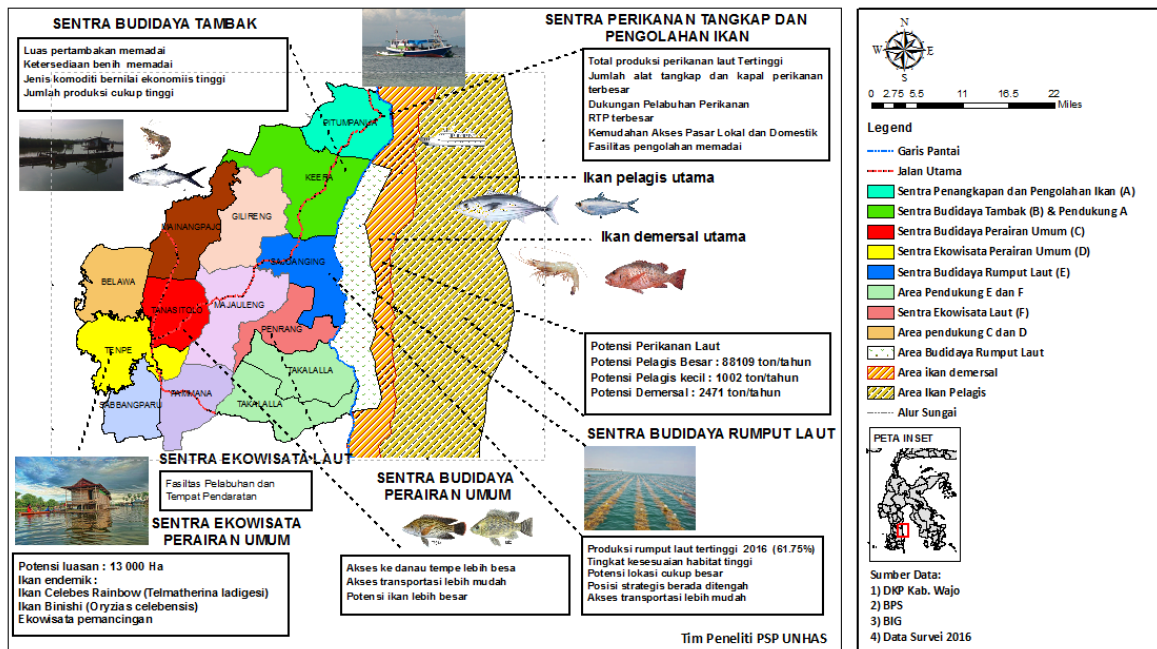 SENTRA BUDIDAYA TAMBAK
Luas pertambakan memadai
Ketersediaan benih memadai
Jenis komoditi bernilai ekonomiis tinggi
Jumlah produksi cukup tinggi
SENTRA PERIKANAN TANGKAP DAN
PENGOLAHAN IKAN
Total produksi perikanan laut Tertinggi
Jumlah alat tangkap dan kapal perikanan
terbesar
Dukungan Pelabuhan Perikanan
RTP terbesar
Kemudahan Akses Pasar Lokal dan Domestik
Fasilitas pengolahan memadai
PITUMPANUA
KEERA
GILIRENG
MAINANGPAJO
SAJOANGING
BELAWA
TANASITOLO
MAJAULENG
PENRANG
TENPE
TAKALALLA
SABBANGPARU
PAMMANA
TAKALALLA
Ikan pelagis utama
Ikan demersal utama
Potensi Perikanan Laut
Potensi Pelagis Besar : 88109 ton/tahun
Potensi Pelagis kecil : 1002 ton/tahun
Potensi Demersal : 2471 ton/tahun
SENTRA BUDIDAYA RUMPUT LAUT
SENTRA EKOWISATA LAUT
Fasiltas Pelabuhan dan
Tempat Pendaratan
SENTRA BUDIDAYA
PERAIRAN UMUM
SENTRA EKOWISATA
PERAIRAN UMUM
Potensi luasan : 13 000 Ha
Ikan endemik :
Ikan Celebes Rainbow (Telmatherina ladigesi)
Ikan Binishi (Oryzias celebensis)
Ekowisata pemancingan
Akses ke danau tempe lebih besa
Akses transportasi lebih mudah
Potensi ikan lebih besar
Produksi rumput laut tertinggi 2016 (61.75%)
Tingkat kesesuaian habitat tinggi
Potensi lokasi cukup besar
Posisi strategis berada ditengah
Akses transportasi lebih mudah
Tim Peneliti PSP UNHAS
N
W E
S
0 2.75 5.5 11 16.5 22
Miles
Legend
Garis Pantai
Jalan Utama
Sentra Penangkapan dan Pengolahan Ikan (A)
Sentra Budidaya Tambak (B) & Pendukung A
Sentra Budidaya Perairan Umum (C)
Sentra Ekowisata Perairan Umum (D)
Sentra Budidaya Rumput Laut (E)
Area Pendukung E dan F
Sentra Ekowisata Laut (F)
Area pendukung C dan D
Area Budidaya Rumput Laut
Area ikan demersal
Area Ikan Pelagis
Alur Sungai
PETA INSET
Sumber Data:
1) DKP Kab. Wajo
2) BPS
3) BIG
4) Data Survei 2016